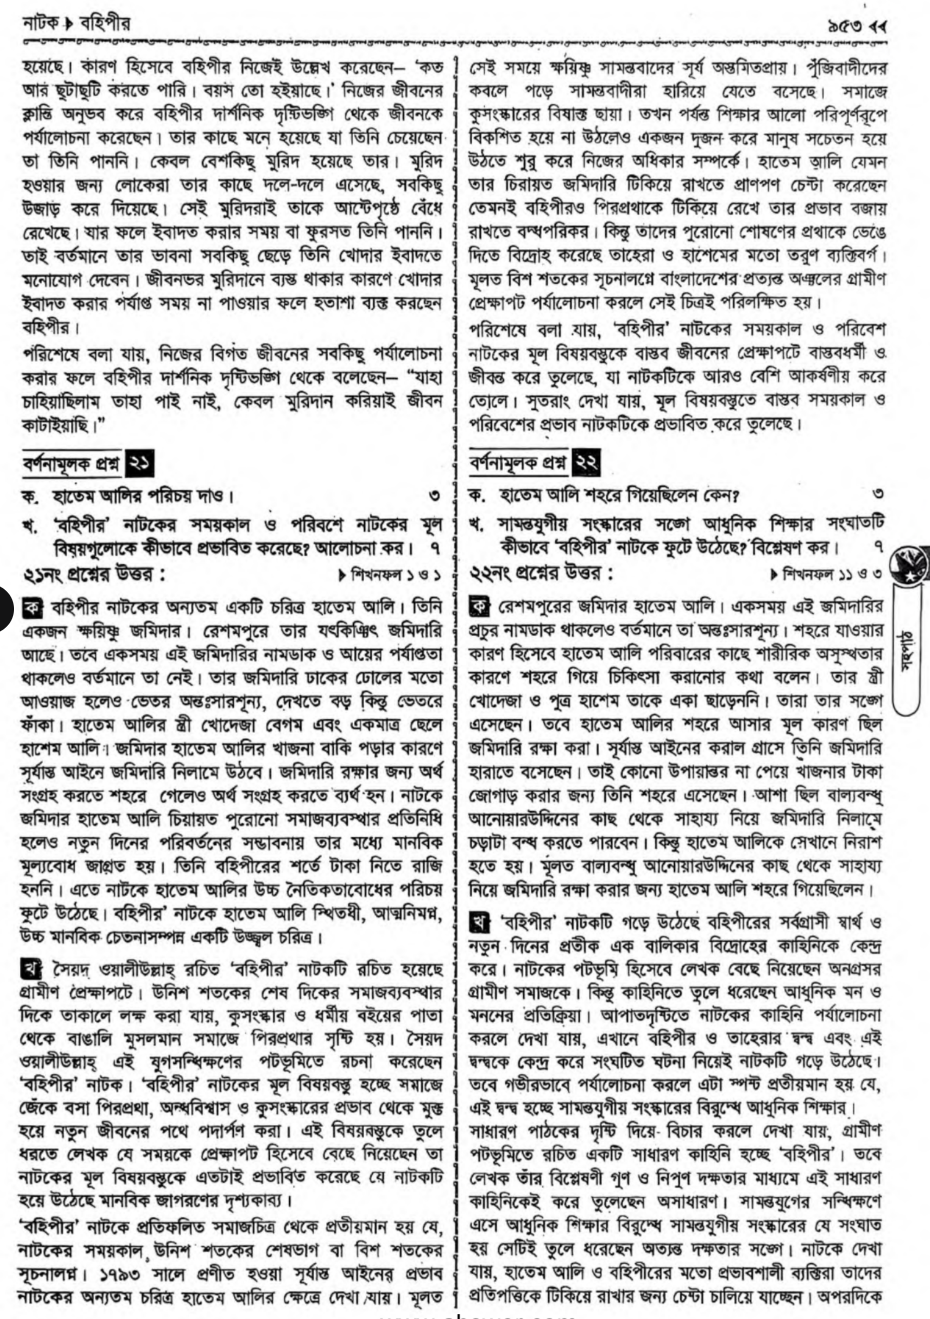 নাটক ▶ বহিপীর
৯৫৩ ◀◀
হয়েছে। কারণ হিসেবে বহিপীর নিজেই উল্লেখ করেছেন— ‘কত
আর ছুটাছুটি করতে পারি। বয়স তো হইয়াছে।’ নিজের জীবনের
ক্লান্তি অনুভব করে বহিপীর দার্শনিক দৃষ্টিভঙ্গি থেকে জীবনকে
পর্যালোচনা করেছেন। তার কাছে মনে হয়েছে যা তিনি চেয়েছেন
তা তিনি পাননি। কেবল বেশকিছু মুরিদ হয়েছে তার। মুরিদ
হওয়ার জন্য লোকেরা তার কাছে দলে-দলে এসেছে, সবকিছু
উজাড় করে দিয়েছে। সেই মুরিদরাই তাকে আস্টেপৃষ্ঠে বেঁধে
রেখেছে। যার ফলে ইবাদত করার সময় বা ফুরসত তিনি পাননি।
তাই বর্তমানে তার ভাবনা সবকিছু ছেড়ে তিনি খোদার ইবাদতে
মনোযোগ দেবেন। জীবনভর মুরিদানে ব্যস্ত থাকার কারণে খোদার
ইবাদত করার পর্যাপ্ত সময় না পাওয়ার ফলে হতাশা ব্যক্ত করছেন
বহিপীর।
পরিশেষে বলা যায়, নিজের বিগত জীবনের সবকিছু পর্যালোচনা
করার ফলে বহিপীর দার্শনিক দৃষ্টিভঙ্গি থেকে বলেছেন— “যাহা
চাহিয়াছিলাম তাহা পাই নাই, কেবল মুরিদান করিয়াই জীবন
কাটাইয়াছি।”
বর্ণনামূলক প্রশ্ন ২১
ক. হাতেম আলির পরিচয় দাও। ৩
খ. ‘বহিপীর’ নাটকের সময়কাল ও পরিবশে নাটকের মূল
বিষয়গুলোকে কীভাবে প্রভাবিত করেছে? আলোচনা কর। ৭
২১নং প্রশ্নের উত্তর : ▶ শিখনফল ১ ও ১
ক বহিপীর নাটকের অন্যতম একটি চরিত্র হাতেম আলি। তিনি
একজন ক্ষয়িষ্ণু জমিদার। রেশমপুরে তার যৎকিঞ্চিৎ জমিদারি
আছে। তবে একসময় এই জমিদারির নামডাক ও আয়ের পর্যাপ্ততা
থাকলেও বর্তমানে তা নেই। তার জমিদারি ঢাকের ঢোলের মতো
আওয়াজ হলেও ভেতর অন্তঃসারশূন্য, দেখতে বড় কিন্তু ভেতরে
ফাঁকা। হাতেম আলির স্ত্রী খোদেজা বেগম এবং একমাত্র ছেলে
হাশেম আলি। জমিদার হাতেম আলির খাজনা বাকি পড়ার কারণে
সূর্যাস্ত আইনে জমিদারি নিলামে উঠবে। জমিদারি রক্ষার জন্য অর্থ
সংগ্রহ করতে শহরে গেলেও অর্থ সংগ্রহ করতে ব্যর্থ হন। নাটকে
জমিদার হাতেম আলি চিয়ায়ত পুরোনো সমাজব্যবস্থার প্রতিনিধি
হলেও নতুন দিনের পরিবর্তনের সম্ভাবনায় তার মধ্যে মানবিক
মূল্যবোধ জাগ্রত হয়। তিনি বহিপীরের শর্তে টাকা নিতে রাজি
হননি। এতে নাটকে হাতেম আলির উচ্চ নৈতিকতাবোধের পরিচয়
ফুটে উঠেছে। বহিপীর’ নাটকে হাতেম আলি স্থিতধী, আত্মনিমগ্ন,
উচ্চ মানবিক চেতনাসম্পন্ন একটি উজ্জ্বল চরিত্র।
খ সৈয়দ ওয়ালীউল্লাহ্ রচিত ‘বহিপীর’ নাটকটি রচিত হয়েছে
গ্রামীণ প্রেক্ষাপটে। উনিশ শতকের শেষ দিকের সমাজব্যবস্থার
দিকে তাকালে লক্ষ করা যায়, কুসংস্কার ও ধর্মীয় বইয়ের পাতা
থেকে বাঙালি মুসলমান সমাজে পিরপ্রথার সৃষ্টি হয়। সৈয়দ
ওয়ালীউল্লাহ্ এই যুগসন্ধিক্ষণের পটভূমিতে রচনা করেছেন
‘বহিপীর’ নাটক। ‘বহিপীর’ নাটকের মূল বিষয়বস্তু হচ্ছে সমাজে
জেঁকে বসা পিরপ্রথা, অন্ধবিশ্বাস ও কুসংস্কারের প্রভাব থেকে মুক্ত
হয়ে নতুন জীবনের পথে পদার্পণ করা। এই বিষয়বস্তুকে তুলে
ধরতে লেখক যে সময়কে প্রেক্ষাপট হিসেবে বেছে নিয়েছেন তা
নাটকের মূল বিষয়বস্তুকে এতটাই প্রভাবিত করেছে যে নাটকটি
হয়ে উঠেছে মানবিক জাগরণের দৃশ্যকাব্য।
‘বহিপীর’ নাটকে প্রতিফলিত সমাজচিত্র থেকে প্রতীয়মান হয় যে,
নাটকের সময়কাল উনিশ শতকের শেষভাগ বা বিশ শতকের
সূচনালগ্ন। ১৭৯৩ সালে প্রণীত হওয়া সূর্যাস্ত আইনের প্রভাব
নাটকের অন্যতম চরিত্র হাতেম আলির ক্ষেত্রে দেখা যায়। মূলত
সেই সময়ে ক্ষয়িষ্ণু সামন্তবাদের সূর্য অস্তমিতপ্রায়। পুঁজিবাদীদের
কবলে পড়ে সামন্তবাদীরা হারিয়ে যেতে বসেছে। সমাজে
কুসংস্কারের বিষাক্ত ছায়া। তখন পর্যন্ত শিক্ষার আলো পরিপূর্ণরূপে
বিকশিত হয়ে না উঠলেও একজন দুজন করে মানুষ সচেতন হয়ে
উঠতে শুরু করে নিজের অধিকার সম্পর্কে। হাতেম আলি যেমন
তার চিরায়ত জমিদারি টিকিয়ে রাখতে প্রাণপণ চেষ্টা করেছেন
তেমনই বহিপীরও পিরপ্রথাকে টিকিয়ে রেখে তার প্রভাব বজায়
রাখতে বদ্ধপরিকর। কিন্তু তাদের পুরোনো শোষণের প্রথাকে ভেঙে
দিতে বিদ্রোহ করেছে তাহেরা ও হাশেমের মতো তরুণ ব্যক্তিবর্গ।
মূলত বিশ শতকের সূচনালগ্নে বাংলাদেশের প্রত্যন্ত অঞ্চলের গ্রামীণ
প্রেক্ষাপট পর্যালোচনা করলে সেই চিত্রই পরিলক্ষিত হয়।
পরিশেষে বলা যায়, ‘বহিপীর’ নাটকের সময়কাল ও পরিবেশ
নাটকের মূল বিষয়বস্তুকে বাস্তব জীবনের প্রেক্ষাপটে বাস্তবধর্মী ও
জীবন্ত করে তুলেছে, যা নাটকটিকে আরও বেশি আকর্ষণীয় করে
তোলে। সুতরাং দেখা যায়, মূল বিষয়বস্তুতে বাস্তব সময়কাল ও
পরিবেশের প্রভাব নাটকটিকে প্রভাবিত করে তুলেছে।
বর্ণনামূলক প্রশ্ন ২২
ক. হাতেম আলি শহরে গিয়েছিলেন কেন? ৩
খ. সামন্তযুগীয় সংস্কারের সঙ্গে আধুনিক শিক্ষার সংঘাতটি
কীভাবে ‘বহিপীর’ নাটকে ফুটে উঠেছে? বিশ্লেষণ কর। ৭
২২নং প্রশ্নের উত্তর : ▶ শিখনফল ১১ ও ৩
ক রেশমপুরের জমিদার হাতেম আলি। একসময় এই জমিদারির
প্রচুর নামডাক থাকলেও বর্তমানে তা অন্তঃসারশূন্য। শহরে যাওয়ার
কারণ হিসেবে হাতেম আলি পরিবারের কাছে শারীরিক অসুস্থতার
কারণে শহরে গিয়ে চিকিৎসা করানোর কথা বলেন। তার স্ত্রী
খোদেজা ও পুত্র হাশেম তাকে একা ছাড়েননি। তারা তার সঙ্গে
এসেছেন। তবে হাতেম আলির শহরে আসার মূল কারণ ছিল
জমিদারি রক্ষা করা। সূর্যাস্ত আইনের করাল গ্রাসে তিনি জমিদারি
হারাতে বসেছেন। তাই কোনো উপায়ান্তর না পেয়ে খাজনার টাকা
জোগাড় করার জন্য তিনি শহরে এসেছেন। আশা ছিল বাল্যবন্ধু
আনোয়ারউদ্দিনের কাছ থেকে সাহায্য নিয়ে জমিদারি নিলামে
চড়াটা বন্ধ করতে পারবেন। কিন্তু হাতেম আলিকে সেখানে নিরাশ
হতে হয়। মূলত বাল্যবন্ধু আনোয়ারউদ্দিনের কাছ থেকে সাহায্য
নিয়ে জমিদারি রক্ষা করার জন্য হাতেম আলি শহরে গিয়েছিলেন।
খ ‘বহিপীর’ নাটকটি গড়ে উঠেছে বহিপীরের সর্বগ্রাসী স্বার্থ ও
নতুন দিনের প্রতীক এক বালিকার বিদ্রোহের কাহিনিকে কেন্দ্র
করে। নাটকের পটভূমি হিসেবে লেখক বেছে নিয়েছেন অনগ্রসর
গ্রামীণ সমাজকে। কিন্তু কাহিনিতে তুলে ধরেছেন আধুনিক মন ও
মননের প্রতিক্রিয়া। আপাতদৃষ্টিতে নাটকের কাহিনি পর্যালোচনা
করলে দেখা যায়, এখানে বহিপীর ও তাহেরার দ্বন্দ্ব এবং এই
দ্বন্দ্বকে কেন্দ্র করে সংঘটিত ঘটনা নিয়েই নাটকটি গড়ে উঠেছে।
তবে গভীরভাবে পর্যালোচনা করলে এটা স্পষ্ট প্রতীয়মান হয় যে,
এই দ্বন্দ্ব হচ্ছে সামন্তযুগীয় সংস্কারের বিরুদ্ধে আধুনিক শিক্ষার।
সাধারণ পাঠকের দৃষ্টি দিয়ে বিচার করলে দেখা যায়, গ্রামীণ
পটভূমিতে রচিত একটি সাধারণ কাহিনি হচ্ছে ‘বহিপীর’। তবে
লেখক তাঁর বিশ্লেষণী গুণ ও নিপুণ দক্ষতার মাধ্যমে এই সাধারণ
কাহিনিকেই করে তুলেছেন অসাধারণ। সামন্তযুগের সন্ধিক্ষণে
এসে আধুনিক শিক্ষার বিরুদ্ধে সামন্তযুগীয় সংস্কারের যে সংঘাত
হয় সেটিই তুলে ধরেছেন অত্যন্ত দক্ষতার সঙ্গে। নাটকে দেখা
যায়, হাতেম আলি ও বহিপীরের মতো প্রভাবশালী ব্যক্তিরা তাদের
প্রতিপত্তিকে টিকিয়ে রাখার জন্য চেষ্টা চালিয়ে যাচ্ছেন। অপরদিকে